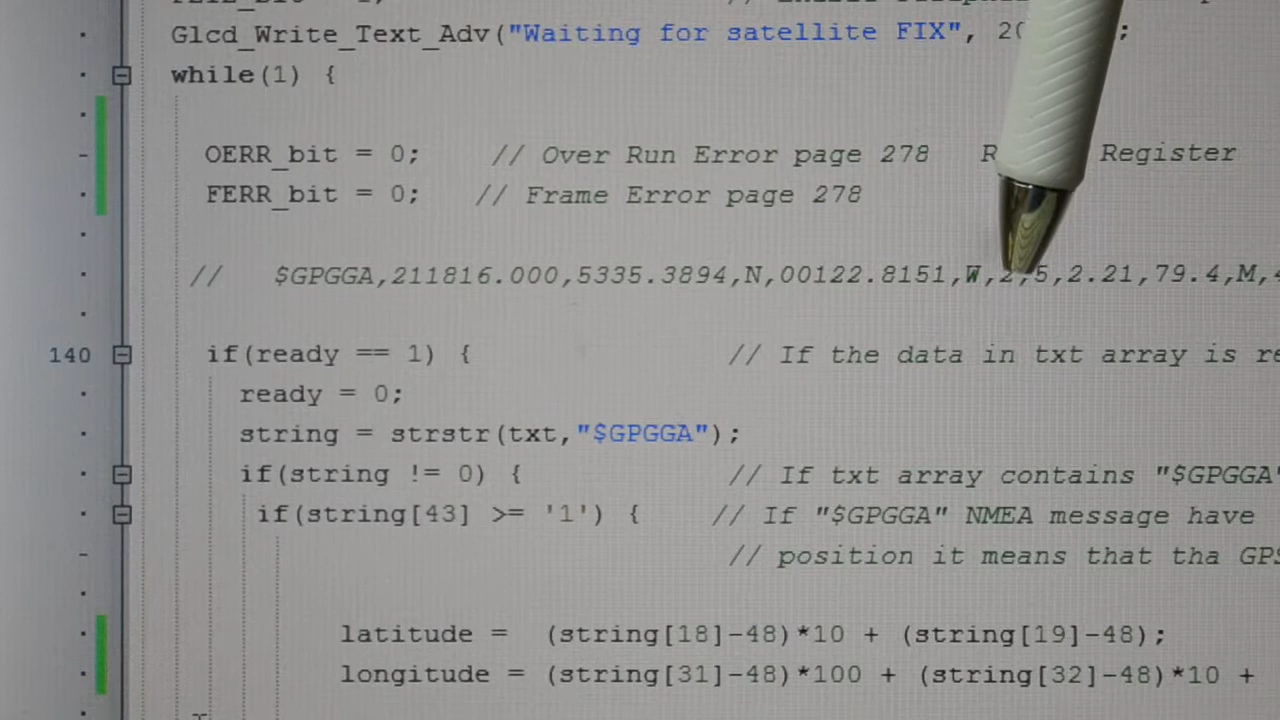 Glcd_Write_Text_Adv("Waiting for satellite FIX", ;
while(1) {
OERR_bit = 0; // Over Run Error page 278 Register
FERR_bit = 0; // Frame Error page 278
// $GPGGA,211816.000,5335.3894,N,00122.8151,W,2,5,2.21,79.4,M,
140 if(ready == 1) { // If the data in txt array is
ready = 0;
string = strstr(txt,"$GPGGA");
if(string != 0) { // If txt array contains "$GPGGA"
if(string[43] >= '1') { // If "$GPGGA" NMEA message have
// position it means that tha GPS
latitude = (string[18]-48)*10 + (string[19]-48);
longitude = (string[31]-48)*100 + (string[32]-48)*10 +